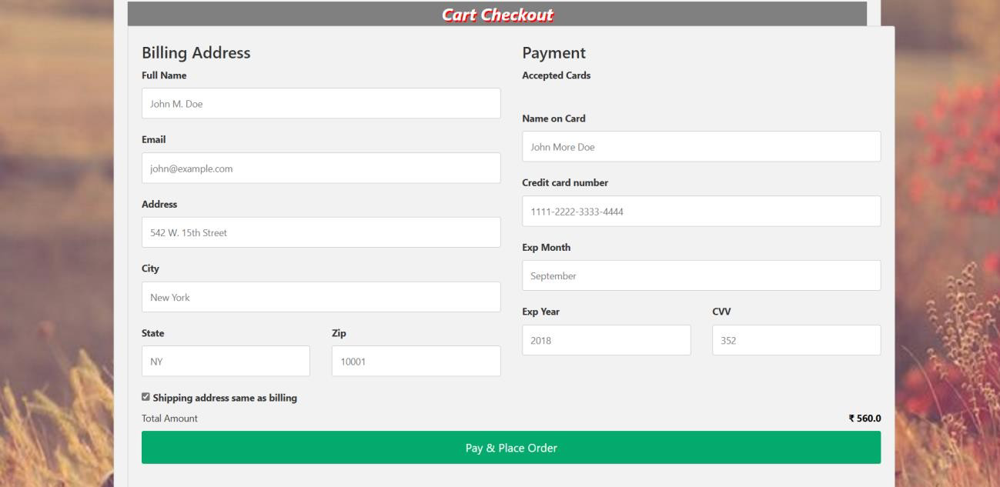 Cart Checkout
Billing Address
Full Name
John M. Doe
Email
john@example.com
Address
542 W. 15th Street
City
New York
State
Zip
NY
10001
Shipping address same as billing
Payment
Accepted Cards
Name on Card
John More Doe
Credit card number
1111-2222-3333-4444
Exp Month
September
Exp Year
CVV
2018
352
Total Amount
₹ 560.0
Pay & Place Order